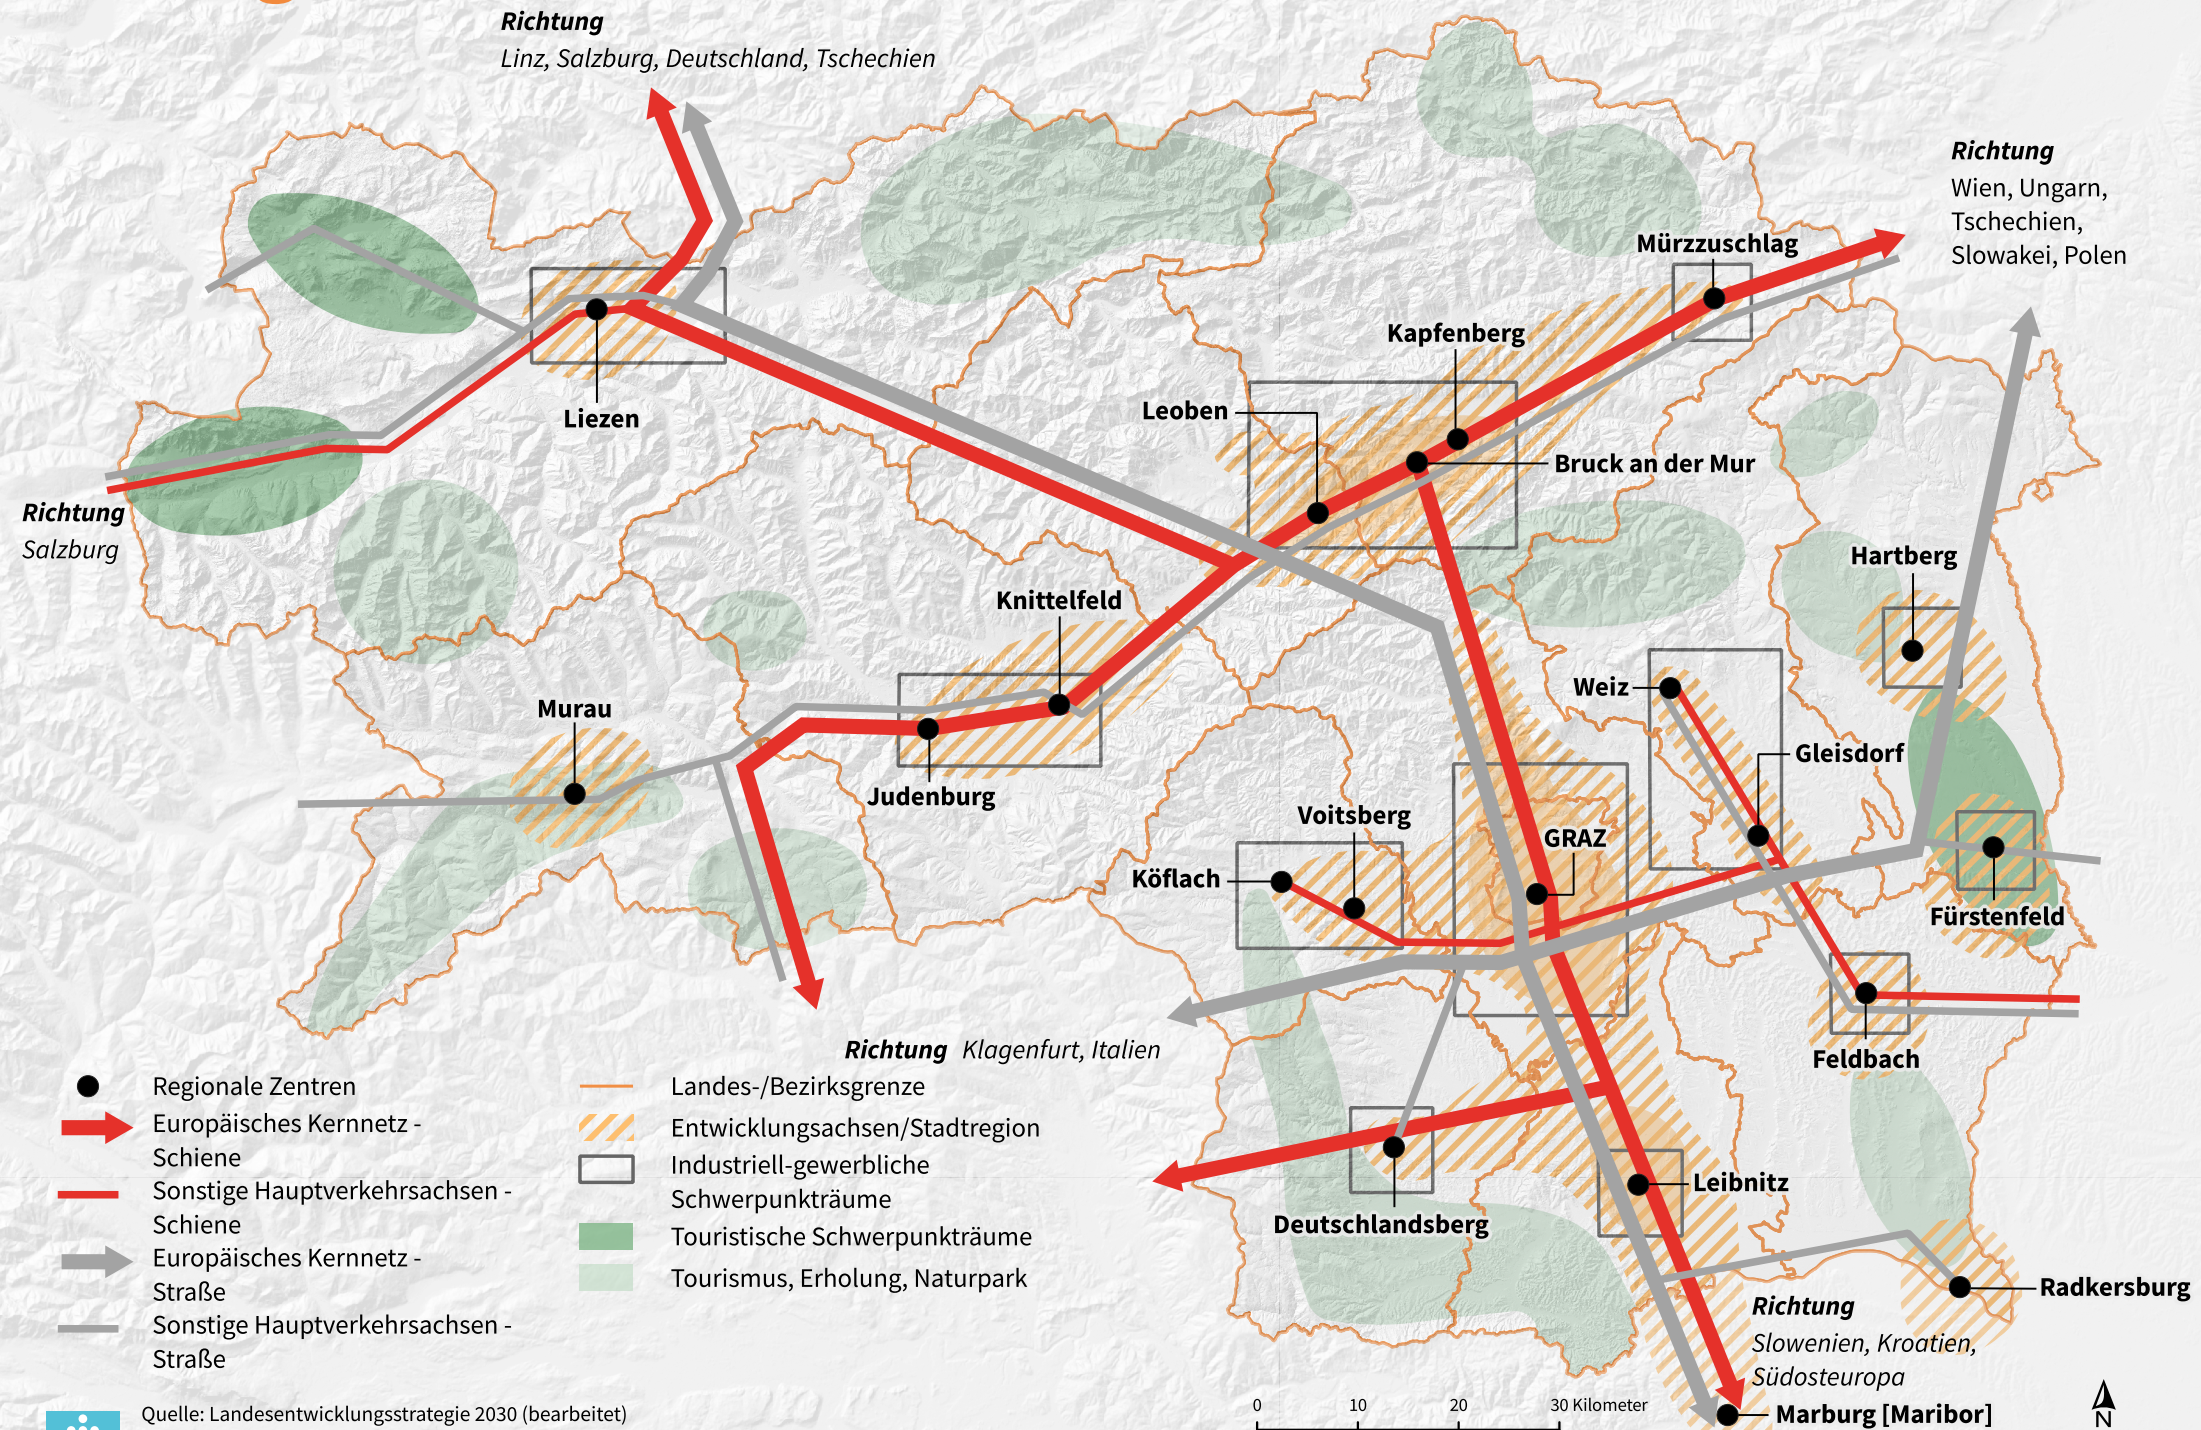 Richtung
Linz, Salzburg, Deutschland, Tschechien
Richtung
Wien, Ungarn,
Tschechien,
Slowakei, Polen
Mürzzuschlag
Kapfenberg
Leoben
Liezen
Bruck an der Mur
Richtung
Salzburg
Hartberg
Knittelfeld
Weiz
Murau
Gleisdorf
Judenburg
Voitsberg
GRAZ
Köflach
Fürstenfeld
Richtung Klagenfurt, Italien
Feldbach
Regionale Zentren
Europäisches Kernnetz -
Schiene
Sonstige Hauptverkehrsachsen -
Schiene
Europäisches Kernnetz -
Straße
Sonstige Hauptverkehrsachsen -
Straße
Landes-/Bezirksgrenze
Entwicklungsachsen/Stadtregion
Industriell-gewerbliche
Schwerpunkträume
Touristische Schwerpunkträume
Tourismus, Erholung, Naturpark
Leibnitz
Deutschlandsberg
Radkersburg
Richtung
Slowenien, Kroatien,
Südosteuropa
Marburg [Maribor]
Quelle: Landesentwicklungsstrategie 2030 (bearbeitet)
0 10 20 30 Kilometer
N